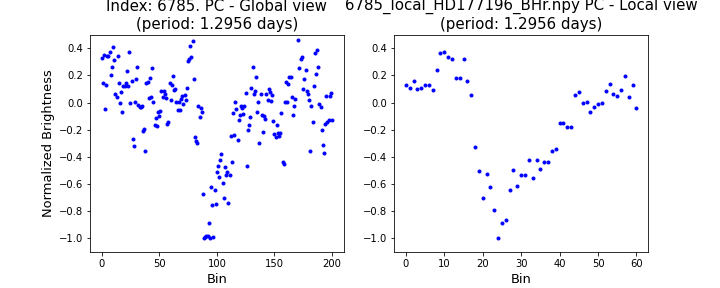 Index: 6785. PC - Global view
(period: 1.2956 days)
6785_local_HD177196_BHr.npy PC - Local view
(period: 1.2956 days)
Normalized Brightness
0.4
0.2
0.0
−0.2
−0.4
−0.6
−0.8
−1.0
0 50 100 150 200
Bin
0.4
0.2
0.0
−0.2
−0.4
−0.6
−0.8
−1.0
0 10 20 30 40 50 60
Bin